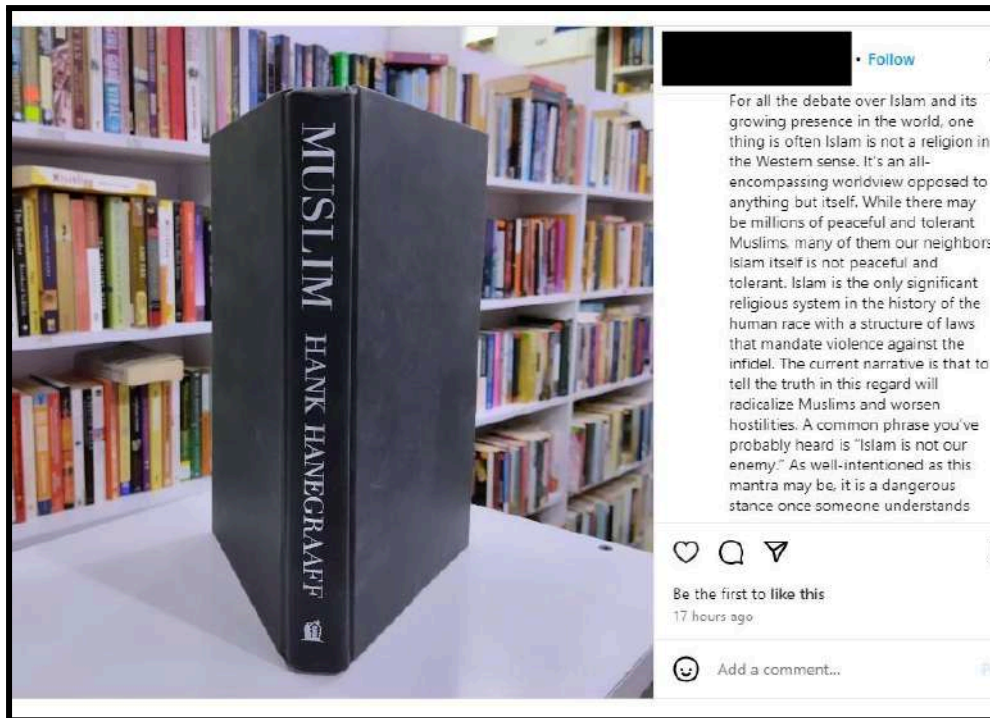 MUSLIM HANK HANEGRAAFF
The Reader
• Follow
For all the debate over Islam and its
growing presence in the world, one
thing is often Islam is not a religion in
the Western sense. It's an all-
encompassing worldview opposed to
anything but itself. While there may
be millions of peaceful and tolerant
Muslims, many of them our neighbors
Islam itself is not peaceful and
tolerant. Islam is the only significant
religious system in the history of the
human race with a structure of laws
that mandate violence against the
infidel. The current narrative is that to
tell the truth in this regard will
radicalize Muslims and worsen
hostilities. A common phrase you've
probably heard is "Islam is not our
enemy." As well-intentioned as this
mantra may be, it is a dangerous
stance once someone understands
Be the first to like this
17 hours ago
Add a comment...